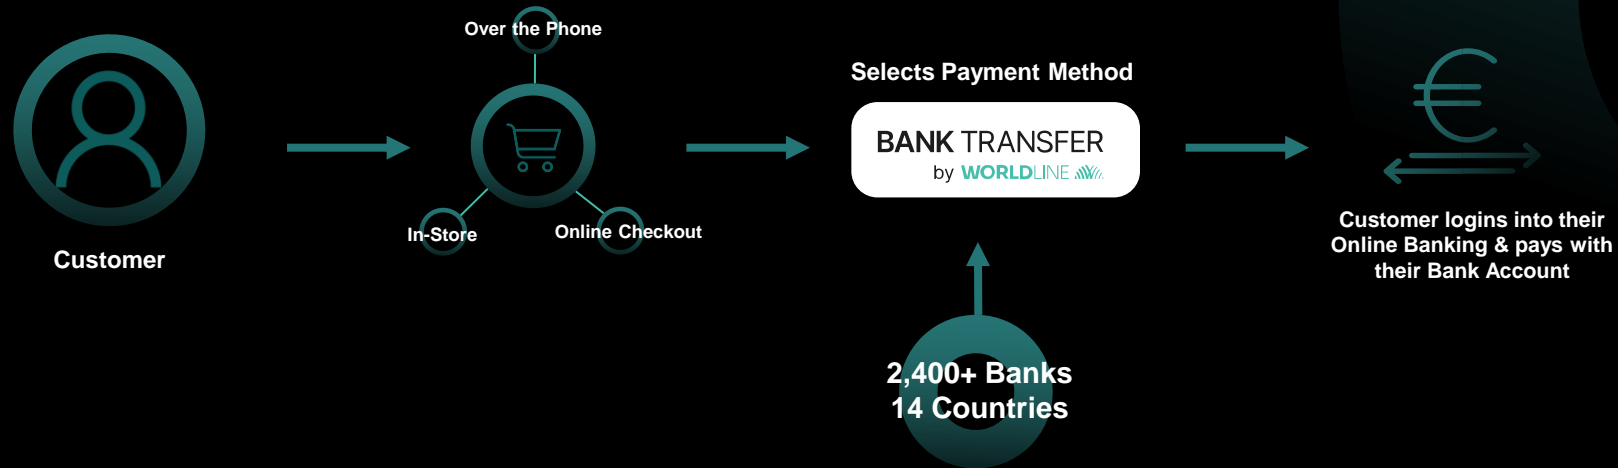 Customer
Over the Phone
In-Store
Online Checkout
Selects Payment Method
BANK TRANSFER
by WORLDLINE
2,400+ Banks
14 Countries
Customer logins into their
Online Banking & pays with
their Bank Account